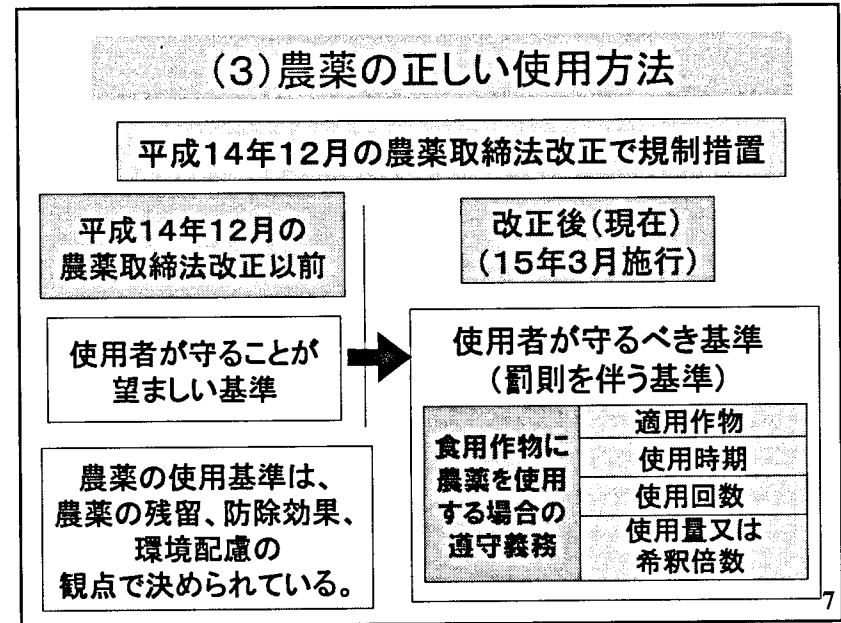 (3)農薬の正しい使用方法
平成14年12月の農薬取締法改正で規制措置
平成14年12月の
農薬取締法改正以前
使用者が守ることが
望ましい基準
農薬の使用基準は、
農薬の残留、防除効果、
環境配慮の
観点で決められている。
改正後(現在)
(15年3月施行)
使用者が守るべき基準
(罰則を伴う基準)
食用作物に
農薬を使用
する場合の
遵守義務
適用作物
使用時期
使用回数
使用量又は
希釈倍数
7